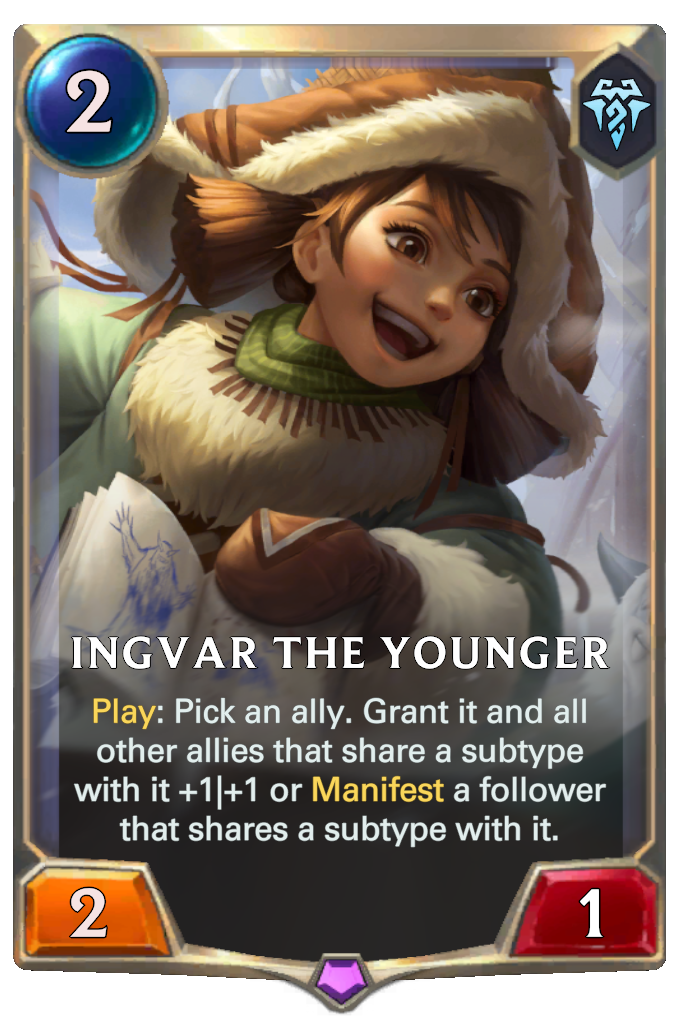 2
INGVAR THE YOUNGER
Play: Pick an ally. Grant it and all
other allies that share a subtype
with it +1|+1 or Manifest a follower
that shares a subtype with it.
2 1